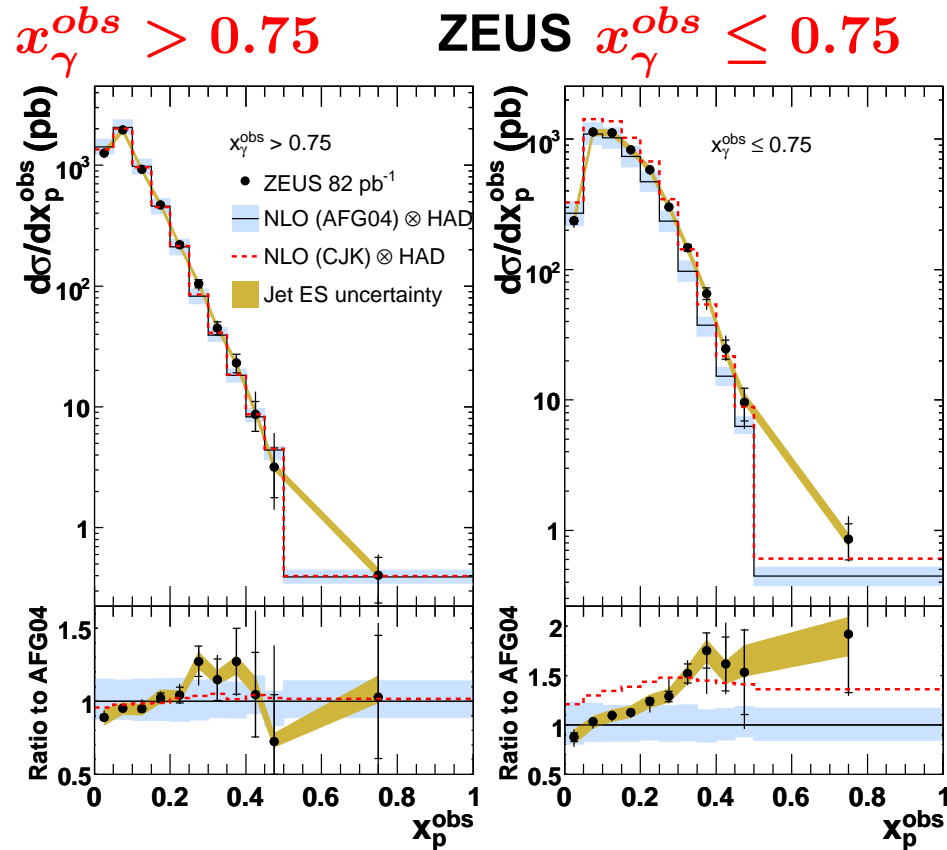 x_γ^obs > 0.75 ZEUS x_γ^obs ≤ 0.75
dσ/dx_p^obs (pb)
10^3
10^2
10
1
x_γ^obs > 0.75
ZEUS 82 pb^-1
NLO (AFG04) ⊗ HAD
NLO (CJK) ⊗ HAD
Jet ES uncertainty
Ratio to AFG04
1.5
1
0.5
0 0.2 0.4 0.6 0.8 1
x_p^obs
dσ/dx_p^obs (pb)
10^3
10^2
10
1
x_γ^obs ≤ 0.75
Ratio to AFG04
2
1.5
1
0.5
0 0.2 0.4 0.6 0.8 1
x_p^obs